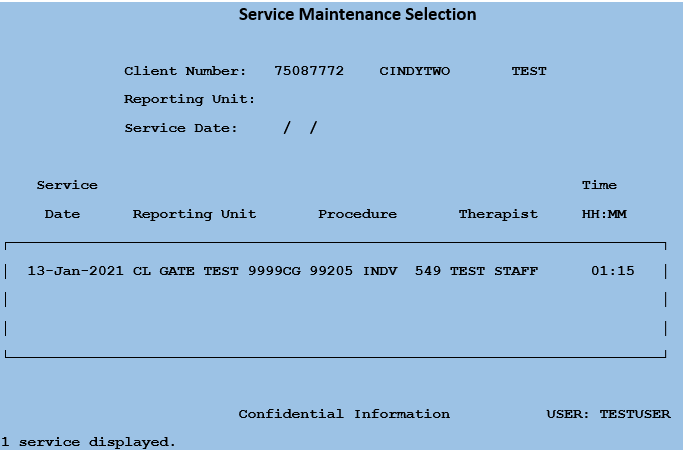 Service Maintenance Selection
Client Number: 75087772 CINDYTWO TEST
Reporting Unit:
Service Date: / /
Service Time
Date Reporting Unit Procedure Therapist HH:MM
13-Jan-2021 CL GATE TEST 9999CG 99205 INDV 549 TEST STAFF 01:15
Confidential Information USER: TESTUSER
1 service displayed.